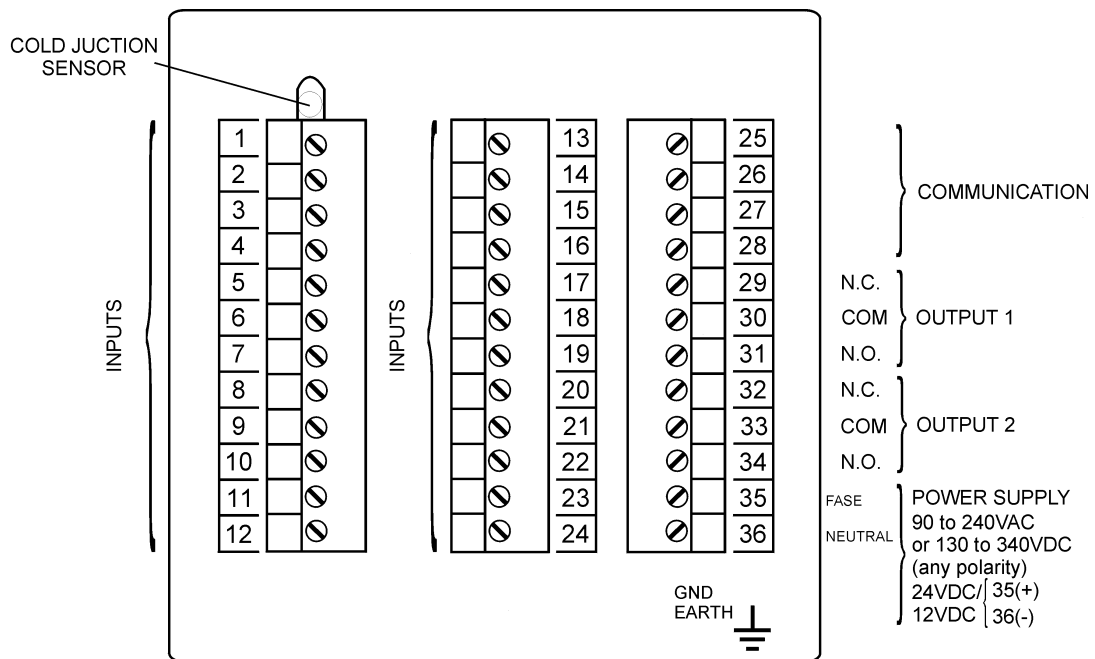 COLD JUCTION
SENSOR
INPUTS
1
2
3
4
5
6
7
8
9
10
11
12
INPUTS
13
14
15
16
17
18
19
20
21
22
23
24
25
26
27
28
29
30
31
32
33
34
35
36
COMMUNICATION
N.C.
COM
N.O.
OUTPUT 1
N.C.
COM
N.O.
OUTPUT 2
FASE
NEUTRAL
POWER SUPPLY
90 to 240VAC
or 130 to 340VDC
(any polarity)
24VDC/ 35(+)
12VDC 36(-)
GND
EARTH